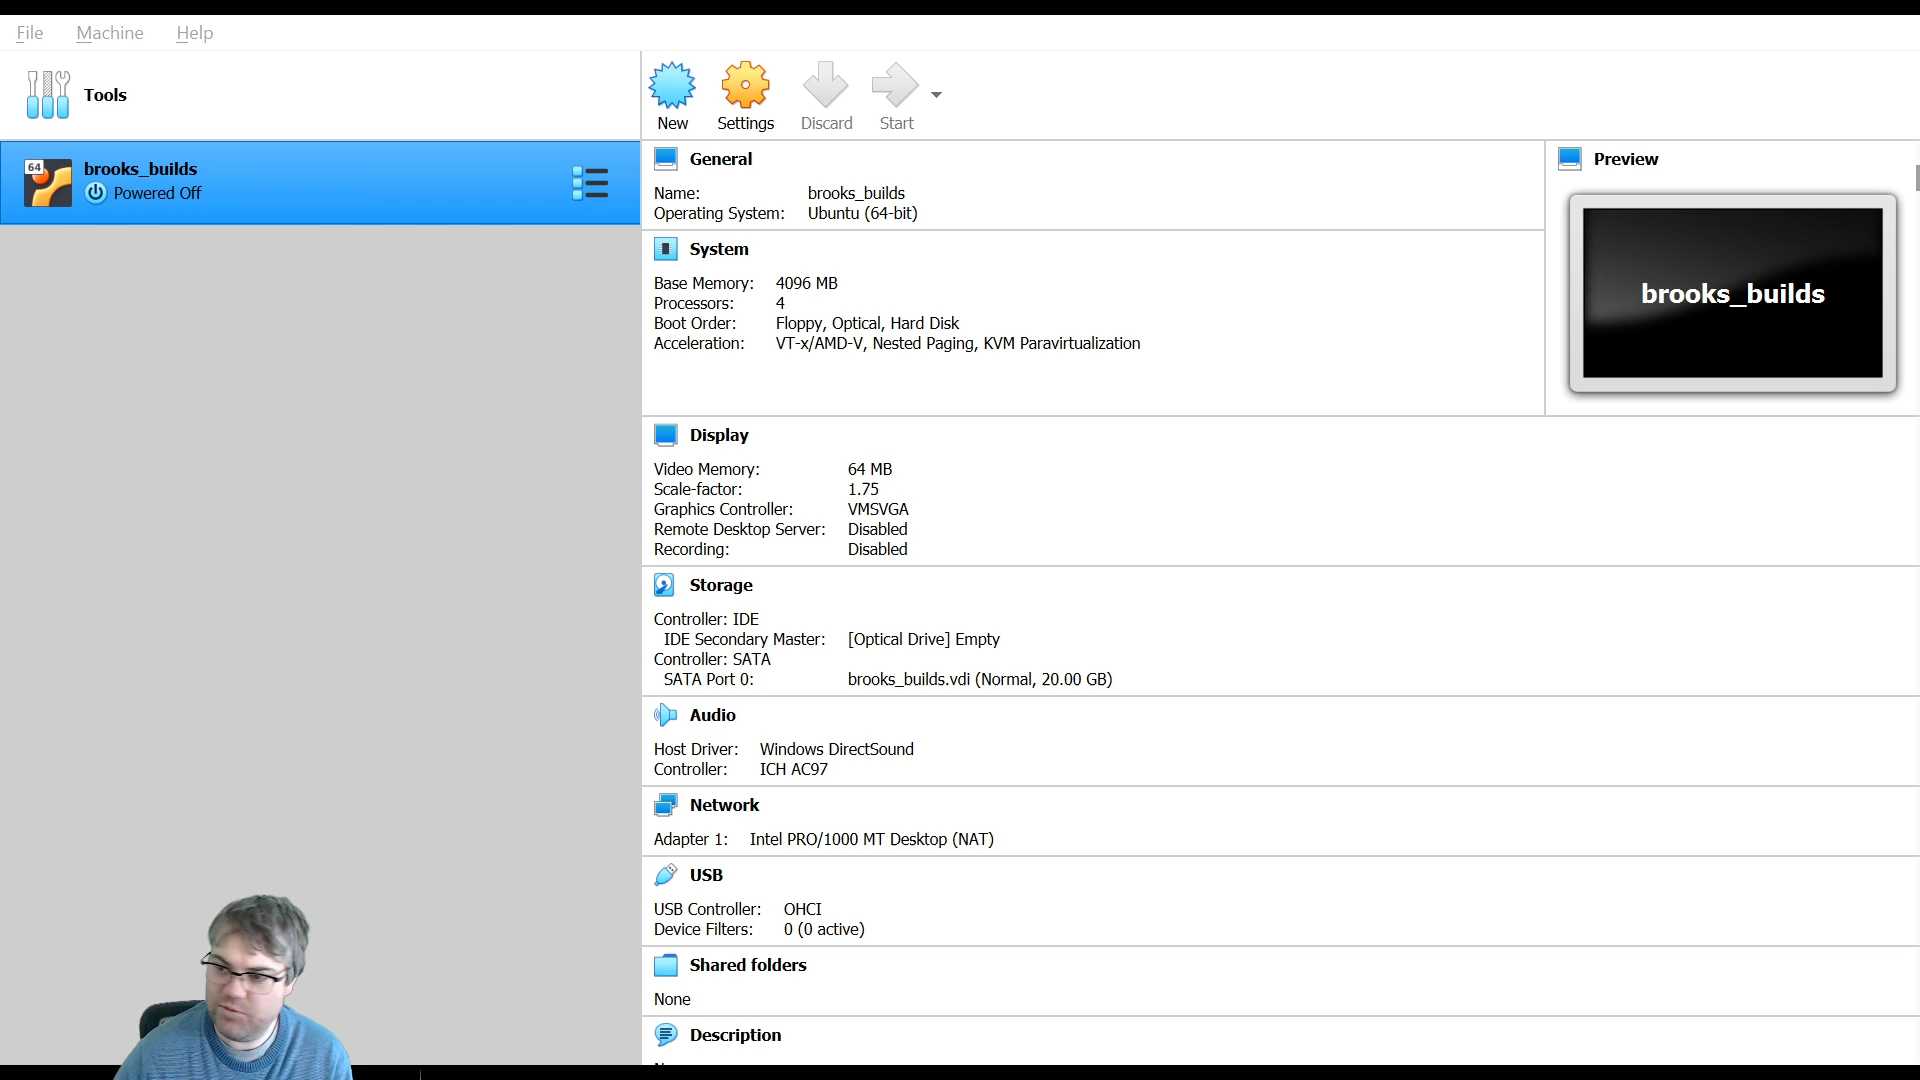 File Machine Help
Tools
New Settings Discard Start
64
brooks_builds
Powered Off
General
Name: brooks_builds
Operating System: Ubuntu (64-bit)
Preview
brooks_builds
System
Base Memory: 4096 MB
Processors: 4
Boot Order: Floppy, Optical, Hard Disk
Acceleration: VT-x/AMD-V, Nested Paging, KVM Paravirtualization
Display
Video Memory: 64 MB
Scale-factor: 1.75
Graphics Controller: VMSVGA
Remote Desktop Server: Disabled
Recording: Disabled
Storage
Controller: IDE
IDE Secondary Master: [Optical Drive] Empty
Controller: SATA
SATA Port 0: brooks_builds.vdi (Normal, 20.00 GB)
Audio
Host Driver: Windows DirectSound
Controller: ICH AC97
Network
Adapter 1: Intel PRO/1000 MT Desktop (NAT)
USB
USB Controller: OHCI
Device Filters: 0 (0 active)
Shared folders
None
Description